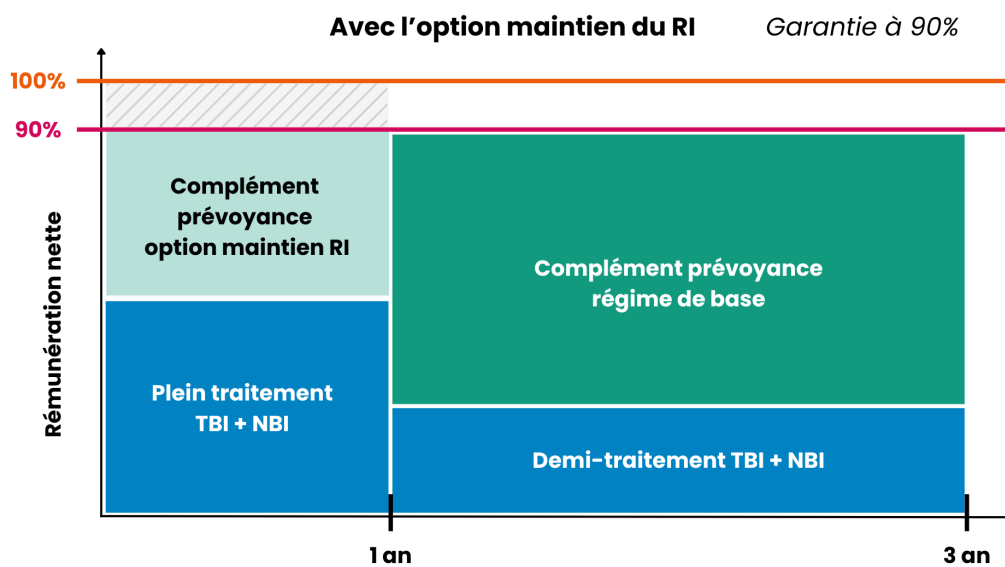 Avec l’option maintien du RI
Garantie à 90%
100%
90%
Rémunération nette
Complément
prévoyance
option maintien RI
Plein traitement
TBI + NBI
Complément prévoyance
régime de base
Demi-traitement TBI + NBI
1 an
3 an